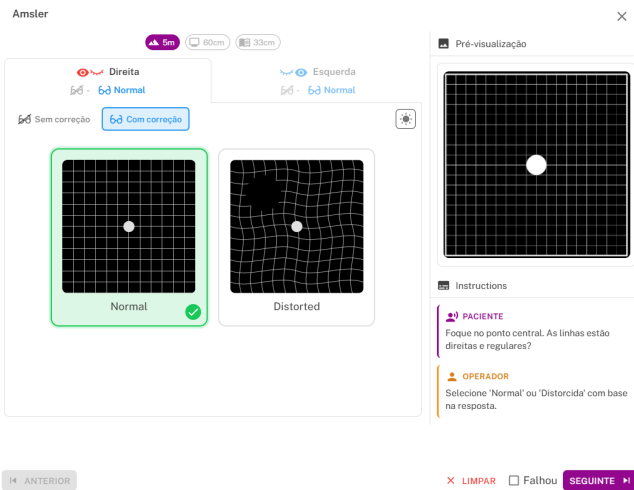 Amsler
5m 60cm 33cm
Direita
- Normal
Esquerda
- Normal
Sem correção Com correção
Normal
Distorted
Pré-visualização
Instructions
PACIENTE
Foque no ponto central. As linhas estão
direitas e regulares?
OPERADOR
Selecione 'Normal' ou 'Distorcida' com base
na resposta.
ANTERIOR
LIMPAR Falhou SEGUINTE